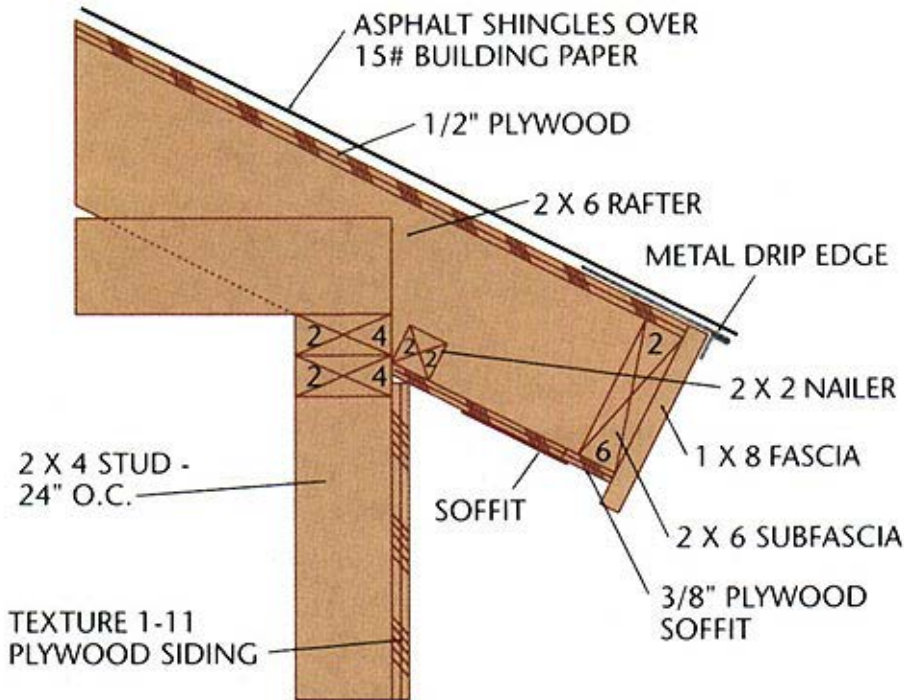 ASPHALT SHINGLES OVER
15# BUILDING PAPER
1/2" PLYWOOD
2 X 6 RAFTER
METAL DRIP EDGE
2 4
2 4
2 2
2
6
2 X 2 NAILER
1 X 8 FASCIA
2 X 4 STUD -
24" O.C.
SOFFIT
2 X 6 SUBFASCIA
3/8" PLYWOOD
SOFFIT
TEXTURE 1-11
PLYWOOD SIDING